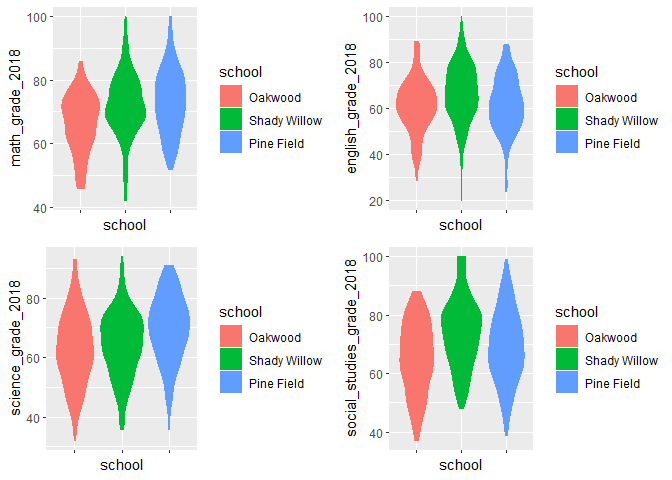 math_grade_2018
100
80
60
40
school
school
Oakwood
Shady Willow
Pine Field
english_grade_2018
100
80
60
40
20
school
school
Oakwood
Shady Willow
Pine Field
science_grade_2018
80
60
40
school
school
Oakwood
Shady Willow
Pine Field
social_studies_grade_2018
100
80
60
40
school
school
Oakwood
Shady Willow
Pine Field